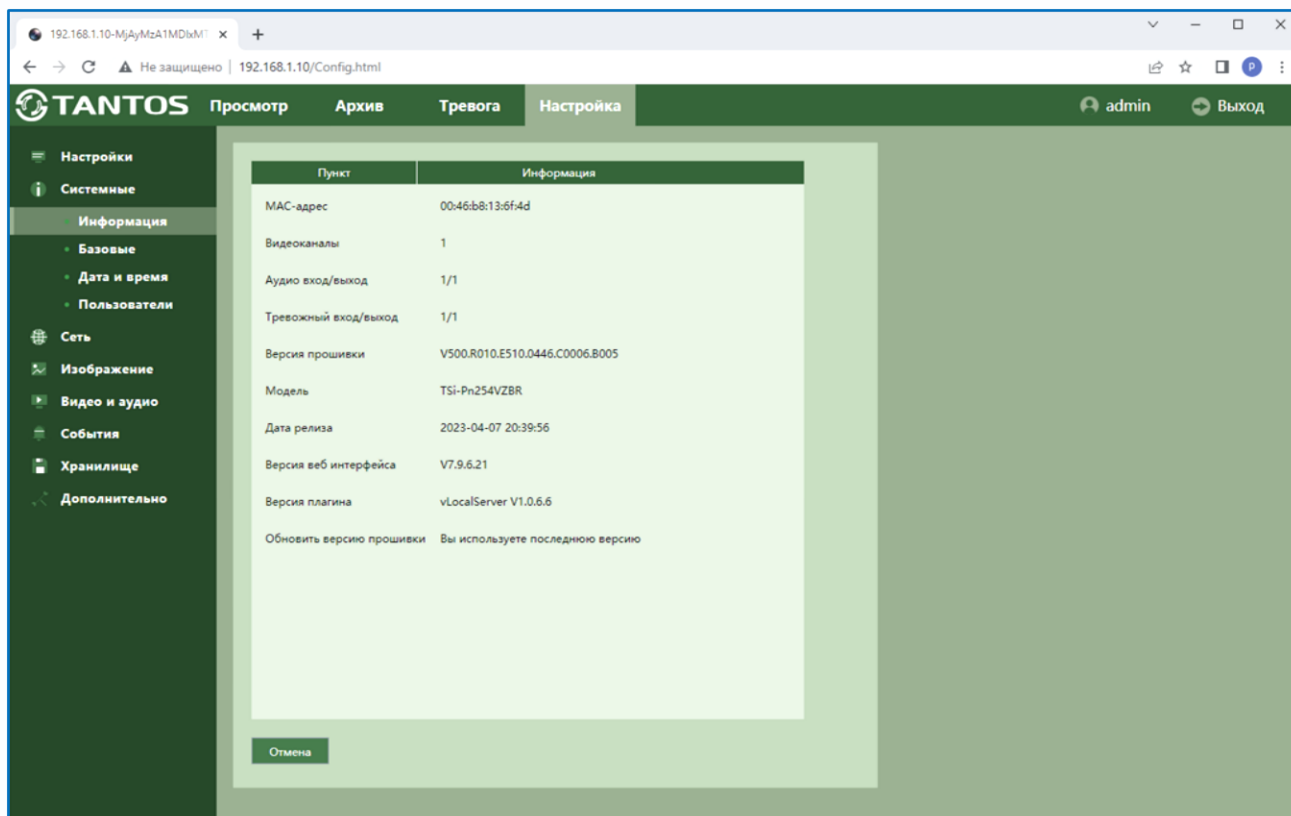 192.168.1.10-MjAyMzA1MDIxMT
Не защищено 192.168.1.10/Config.html P
TANTOS Просмотр Архив Тревога Настройка admin Выход
Настройки
Системные
Информация
Базовые
Дата и время
Пользователи
Сеть
Изображение
Видео и аудио
События
Хранилище
Дополнительно
Пункт Информация
MAC-адрес 00:46:b8:13:6f:4d
Видеоканалы 1
Аудио вход/выход 1/1
Тревожный вход/выход 1/1
Версия прошивки V500.R010.E510.0446.C0006.B005
Модель TSi-Pn254VZBR
Дата релиза 2023-04-07 20:39:56
Версия веб интерфейса V7.9.6.21
Версия плагина vLocalServer V1.0.6.6
Обновить версию прошивки Вы используете последнюю версию
Отмена